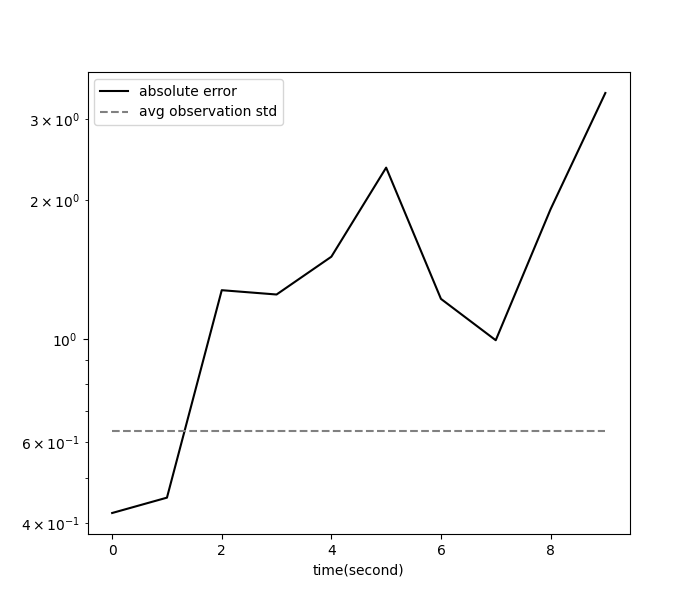 absolute error
avg observation std
3 × 10⁰
2 × 10⁰
10⁰
6 × 10⁻¹
4 × 10⁻¹
0 2 4 6 8
time(second)